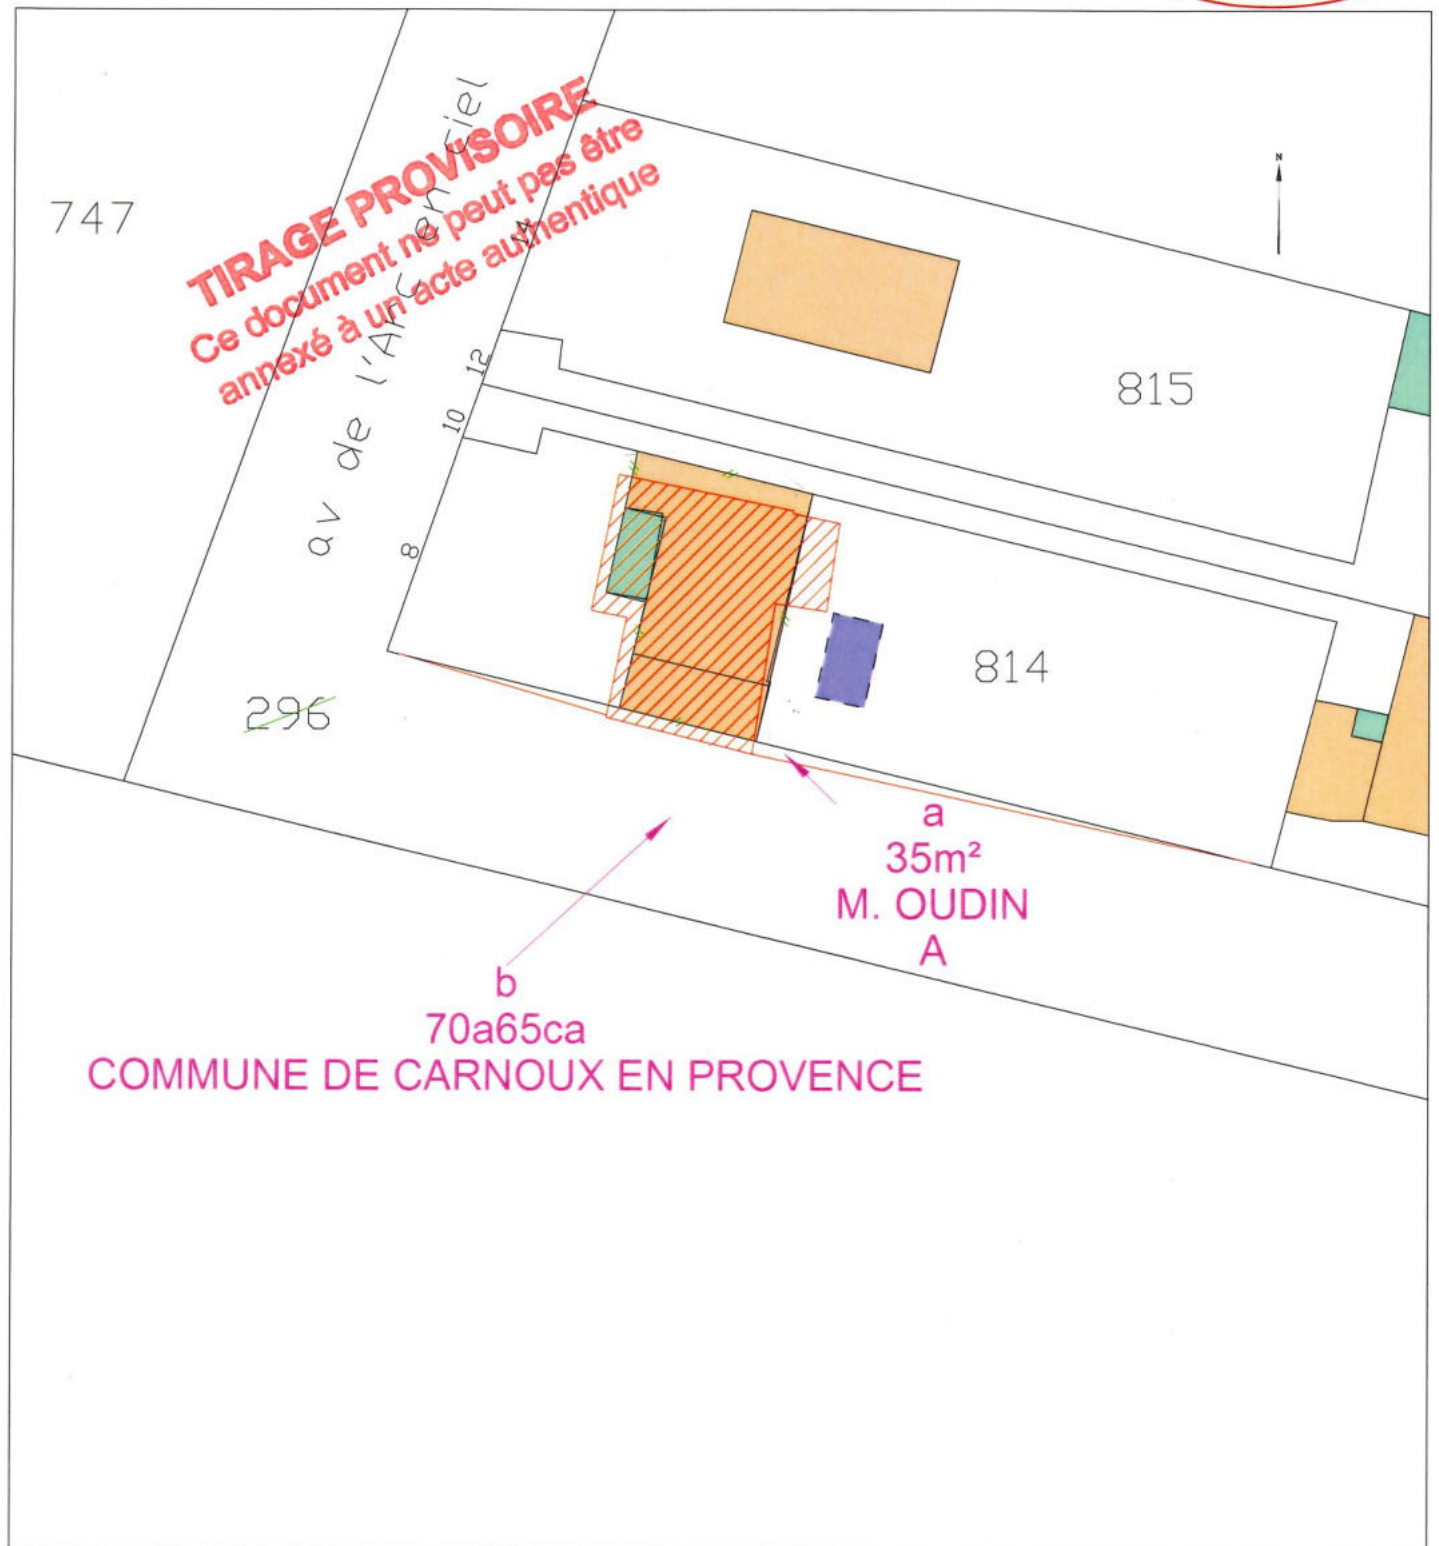 TIRAGE PROVISOIRE
Ce document ne peut pas être
annexé à un acte authentique
av de l'Arc en ciel
N
747
14
12
10
8
815
814
296
a
35m²
M. OUDIN
A
b
70a65ca
COMMUNE DE CARNOUX EN PROVENCE